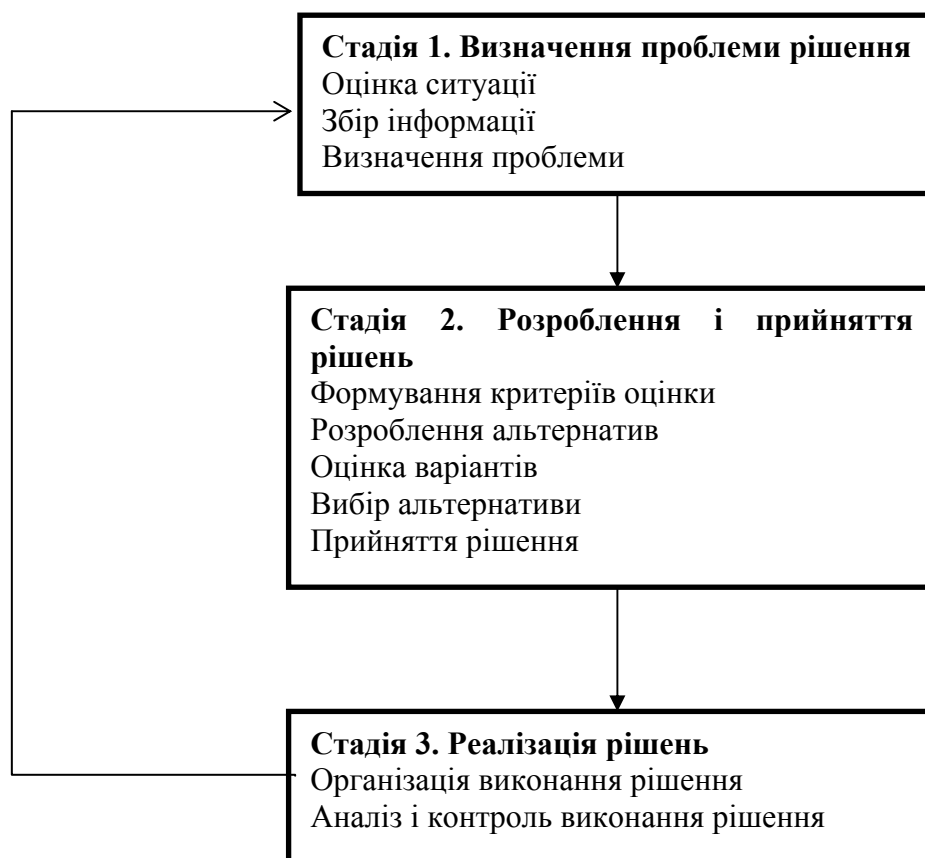 Стадія 1. Визначення проблеми рішення
Оцінка ситуації
Збір інформації
Визначення проблеми
Стадія 2. Розроблення і прийняття
рішень
Формування критеріїв оцінки
Розроблення альтернатив
Оцінка варіантів
Вибір альтернативи
Прийняття рішення
Стадія 3. Реалізація рішень
Організація виконання рішення
Аналіз і контроль виконання рішення